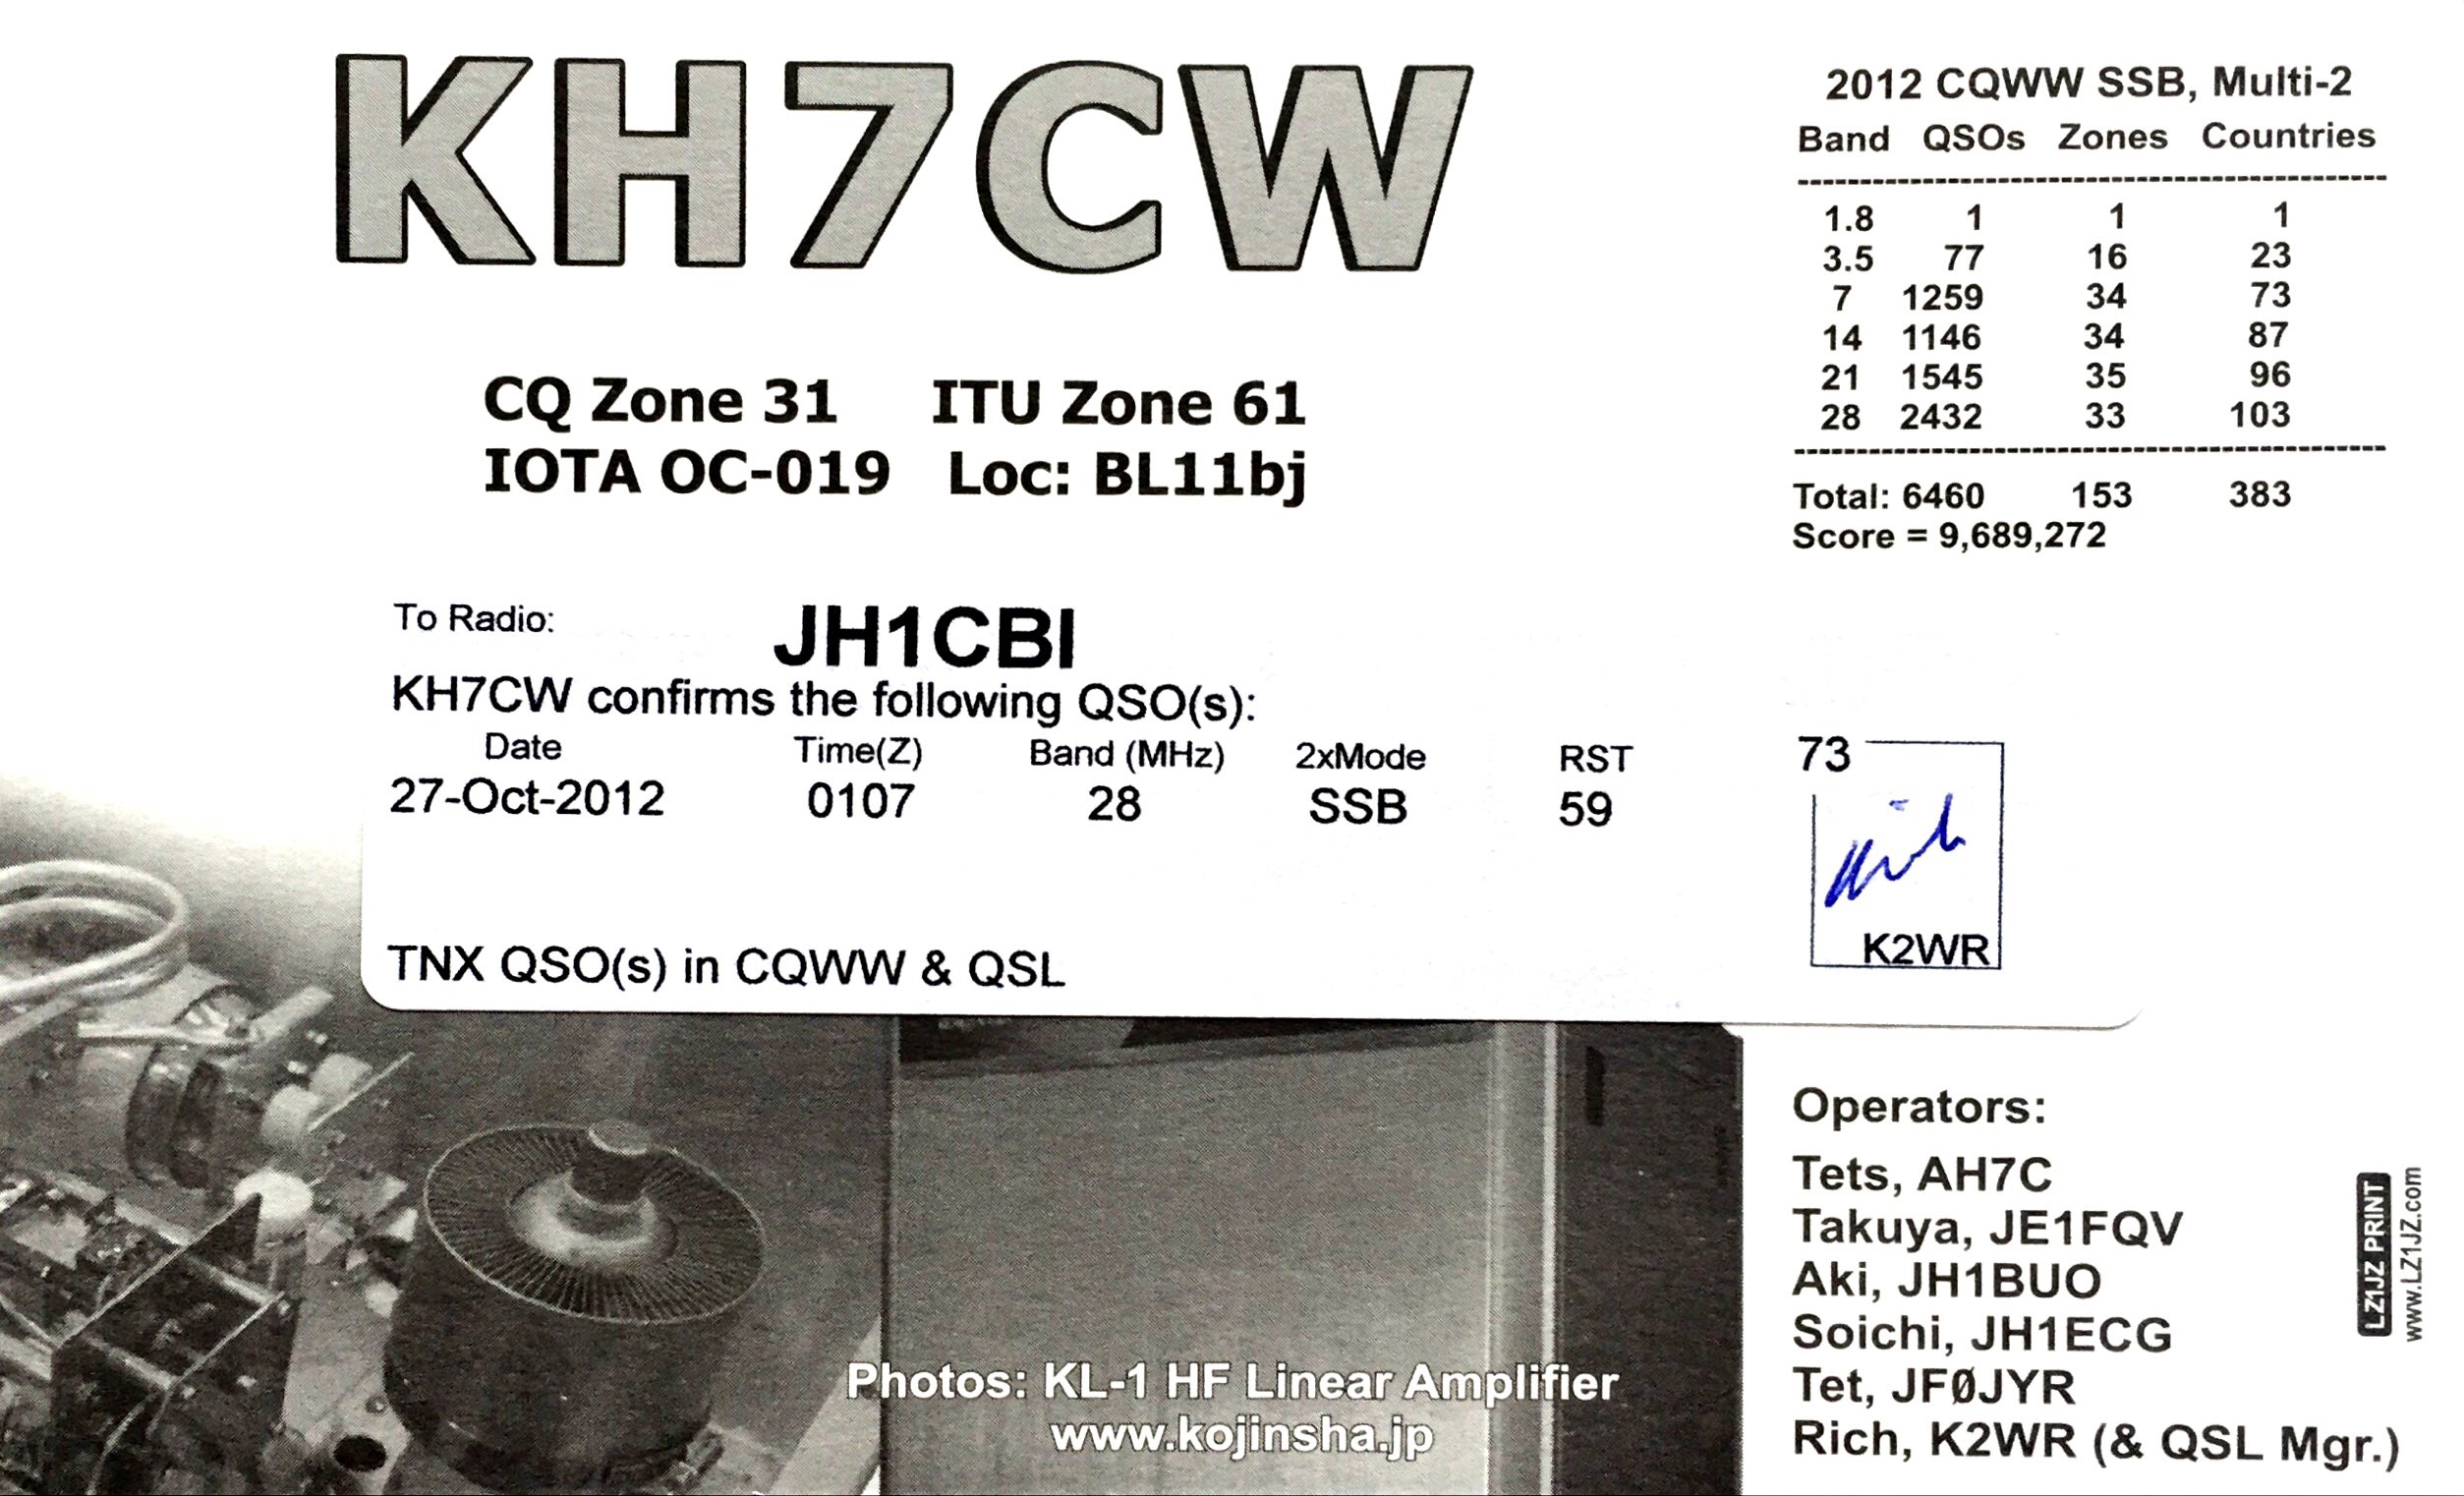 KH7CW
CQ Zone 31 ITU Zone 61
IOTA OC-019 Loc: BL11bj
2012 CQWW SSB, Multi-2
Band QSOs Zones Countries
1.8 1 1 1
3.5 77 16 23
7 1259 34 73
14 1146 34 87
21 1545 35 96
28 2432 33 103
Total: 6460 153 383
Score = 9,689,272
To Radio: JH1CBI
KH7CW confirms the following QSO(s):
Date Time(Z) Band (MHz) 2xMode RST
27-Oct-2012 0107 28 SSB 59
TNX QSO(s) in CQWW & QSL
73
K2WR
Operators:
Tets, AH7C
Takuya, JE1FQV
Aki, JH1BUO
Soichi, JH1ECG
Tet, JFØJYR
Rich, K2WR (& QSL Mgr.)
Photos: KL-1 HF Linear Amplifier
www.kojinsha.jp
LZ1JZ PRINT
www.LZ1JZ.com